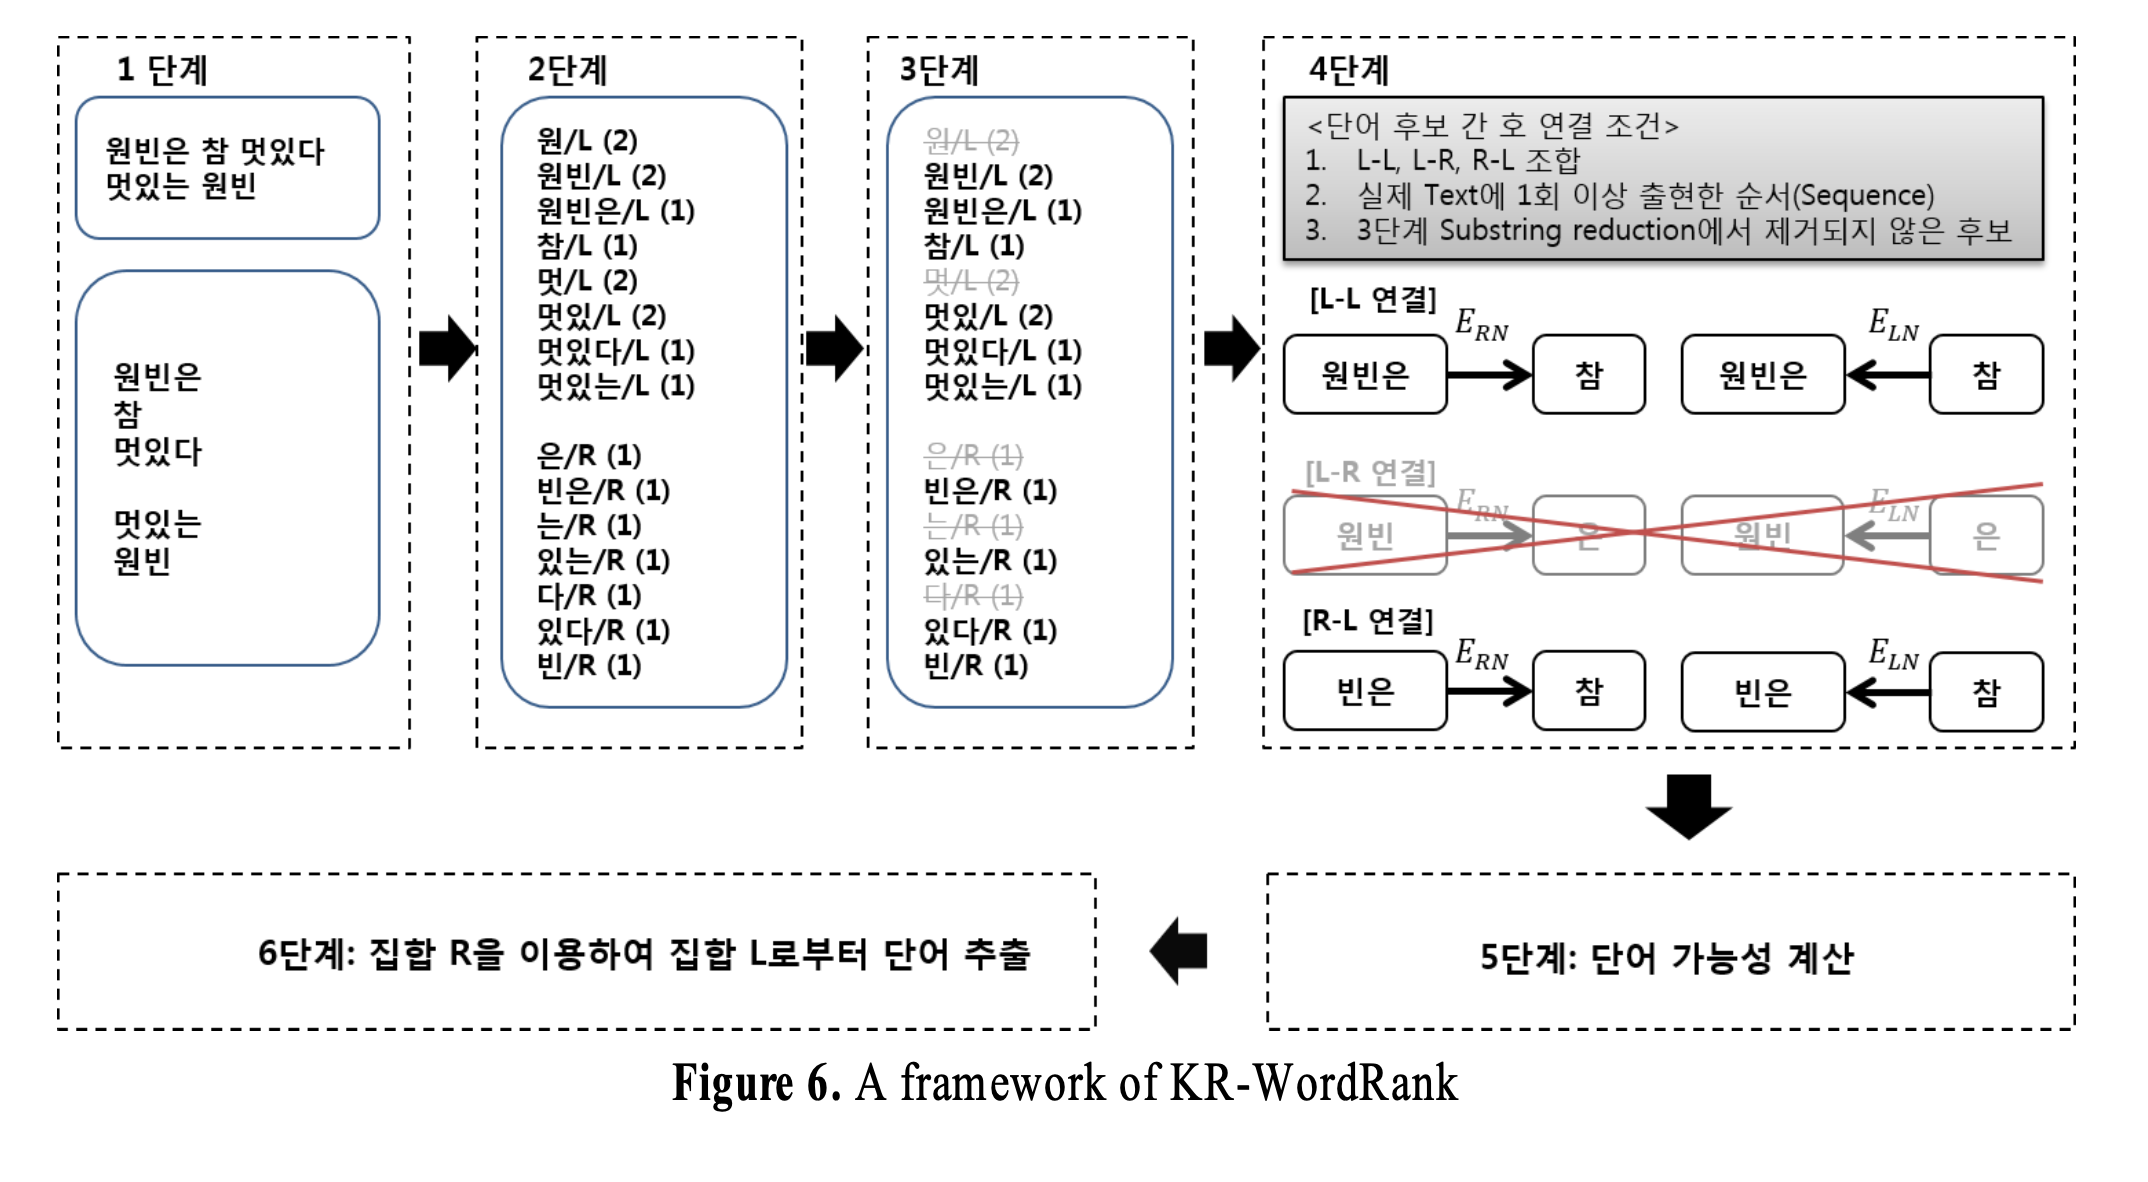 1 단계
원빈은 참 멋있다
멋있는 원빈
원빈은
참
멋있다
멋있는
원빈
2단계
원/L (2)
원빈/L (2)
원빈은/L (1)
참/L (1)
멋/L (2)
멋있/L (2)
멋있다/L (1)
멋있는/L (1)
은/R (1)
빈은/R (1)
는/R (1)
있는/R (1)
다/R (1)
있다/R (1)
빈/R (1)
3단계
원/L (2)
원빈/L (2)
원빈은/L (1)
참/L (1)
멋/L (2)
멋있/L (2)
멋있다/L (1)
멋있는/L (1)
은/R (1)
빈은/R (1)
는/R (1)
있는/R (1)
다/R (1)
있다/R (1)
빈/R (1)
4단계
<단어 후보 간 호 연결 조건>
1. L-L, L-R, R-L 조합
2. 실제 Text에 1회 이상 출현한 순서(Sequence)
3. 3단계 Substring reduction에서 제거되지 않은 후보
[L-L 연결]
원빈은 E_RN 참 원빈은 E_LN 참
[L-R 연결]
원빈 E_RN 은 원빈 E_LN 은
[R-L 연결]
빈은 E_RN 참 빈은 E_LN 참
5단계: 단어 가능성 계산
6단계: 집합 R을 이용하여 집합 L로부터 단어 추출
Figure 6. A framework of KR-WordRank